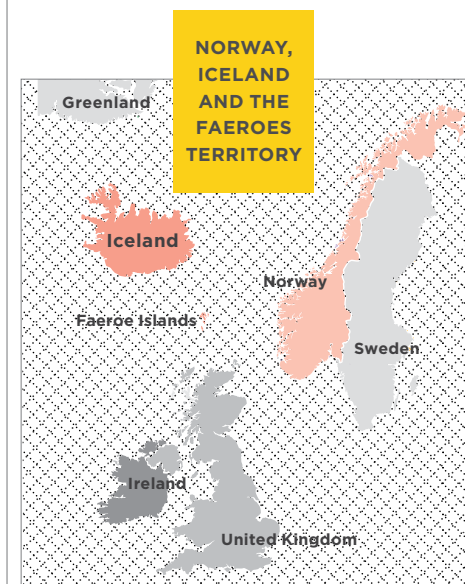 NORWAY,
ICELAND
AND THE
FAEROES
TERRITORY
Greenland
Iceland
Norway
Faeroe Islands
Sweden
Ireland
United Kingdom